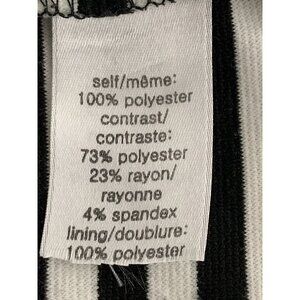 self/même:
100% polyester
contrast/
contraste:
73% polyester
23% rayon/
rayonne
4% spandex
lining/doublure:
100% polyester